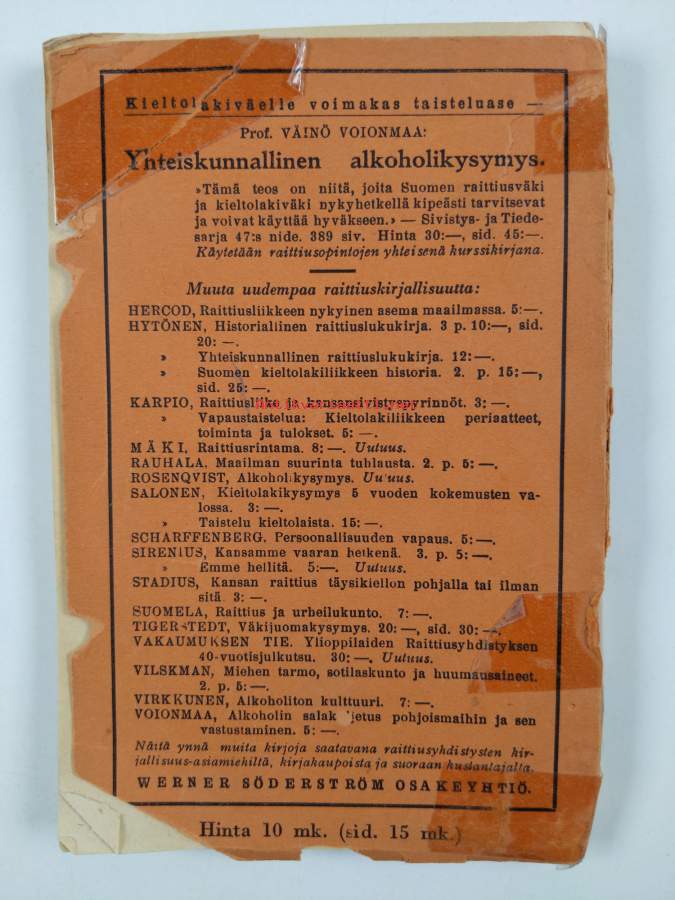 Kieltolakiväelle voimakas taisteluase —
Prof. VÄINÖ VOIONMAA:
Yhteiskunnallinen alkoholikysymys.
»Tämä teos on niitä, joita Suomen raittiusväki
ja kieltolakiväki nykyhetkellä kipeästi tarvitsevat
ja voivat käyttää hyväkseen.» — Sivistys- ja Tiede-
sarja 47:s nide. 389 siv. Hinta 30:—, sid. 45:—.
Käytetään raittiusopintojen yhteisenä kurssikirjana.
Muuta uudempaa raittiuskirjallisuutta:
HERCOD, Raittiusliikkeen nykyinen asema maailmassa. 5:—.
HYTÖNEN, Historiallinen raittiuslukukirja. 3 p. 10:—, sid.
20: —.
» Yhteiskunnallinen raittiuslukukirja. 12:—.
» Suomen kieltolakiliikkeen historia. 2. p. 15:—,
sid. 25: —.
KARPIO, Raittiusliike ja kansansivistyspyrinnöt. 3: —.
» Vapaustaistelua: Kieltolakiliikkeen periaatteet,
toiminta ja tulokset. 5: —.
MÄKI, Raittiusrintama. 8: —. Uutuus.
RAUHALA, Maailman suurinta tuhlausta. 2. p. 5: —.
ROSENQVIST, Alkoholikysymys. Uutuus.
SALONEN, Kieltolakikysymys 5 vuoden kokemusten va-
lossa. 3: —.
» Taistelu kieltolaista. 15: —.
SCHARFFENBERG, Persoonallisuuden vapaus. 5: —.
SIRENIUS, Kansamme vaaran hetkenä. 3. p. 5: —.
» Emme hellitä. 5:—. Uutuus.
STADIUS, Kansan raittius täysikiellon pohjalla tai ilman
sitä. 3: —.
SUOMELA, Raittius ja urheilukunto. 7: —.
TIGERSTEDT, Väkijuomakysymys. 20: —, sid. 30: —.
VAKAUMUKSEN TIE. Ylioppilaiden Raittiusyhdistyksen
40-vuotisjulkutsu. 30: —. Uutuus.
VILSKMAN, Miehen tarmo, sotilaskunto ja huumausaineet.
2. p. 5: —.
VIRKKUNEN, Alkoholiton kulttuuri. 7: —.
VOIONMAA, Alkoholin salakuljetus pohjoismaihin ja sen
vastustaminen. 5: —.
Näitä ynnä muita kirjoja saatavana raittiusyhdistysten kir-
jallisuus-asiamiehiltä, kirjakaupoista ja suoraan kustantajalta.
WERNER SÖDERSTRÖM OSAKEYHTIÖ.
Hinta 10 mk. (sid. 15 mk.)